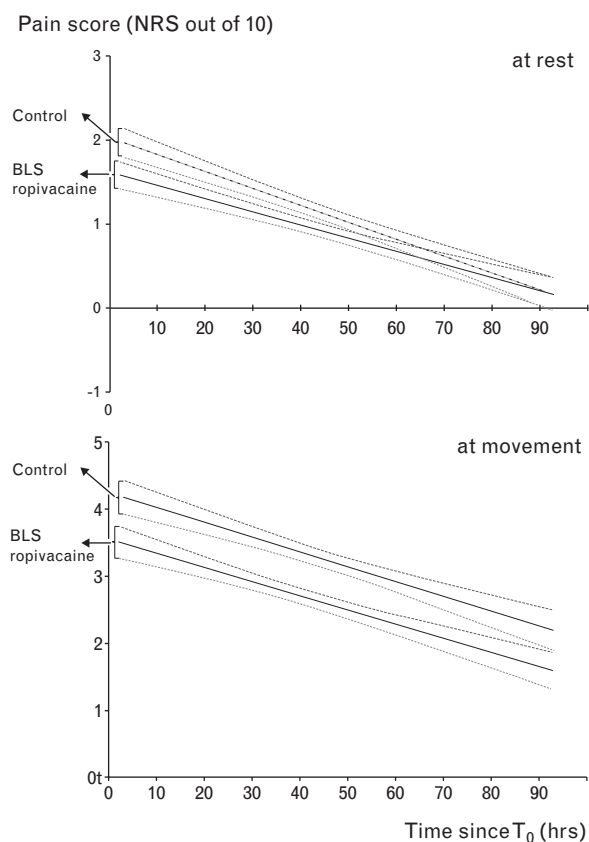 Pain score (NRS out of 10)
at rest
3
Control
2
BLS
ropivacaine
1
0
10 20 30 40 50 60 70 80 90
-1
0
at movement
5
Control
4
BLS
ropivacaine
3
2
1
0t
0 10 20 30 40 50 60 70 80 90
Time since T0 (hrs)